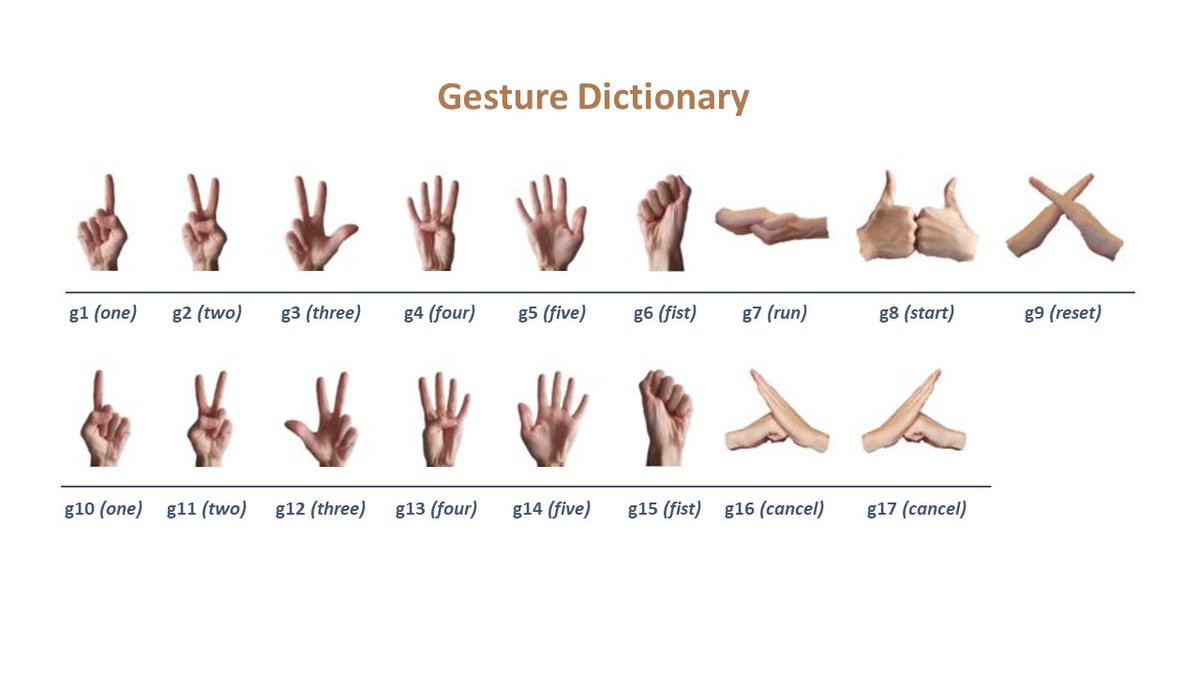 Gesture Dictionary
g1 (one) g2 (two) g3 (three) g4 (four) g5 (five) g6 (fist) g7 (run) g8 (start) g9 (reset)
g10 (one) g11 (two) g12 (three) g13 (four) g14 (five) g15 (fist) g16 (cancel) g17 (cancel)